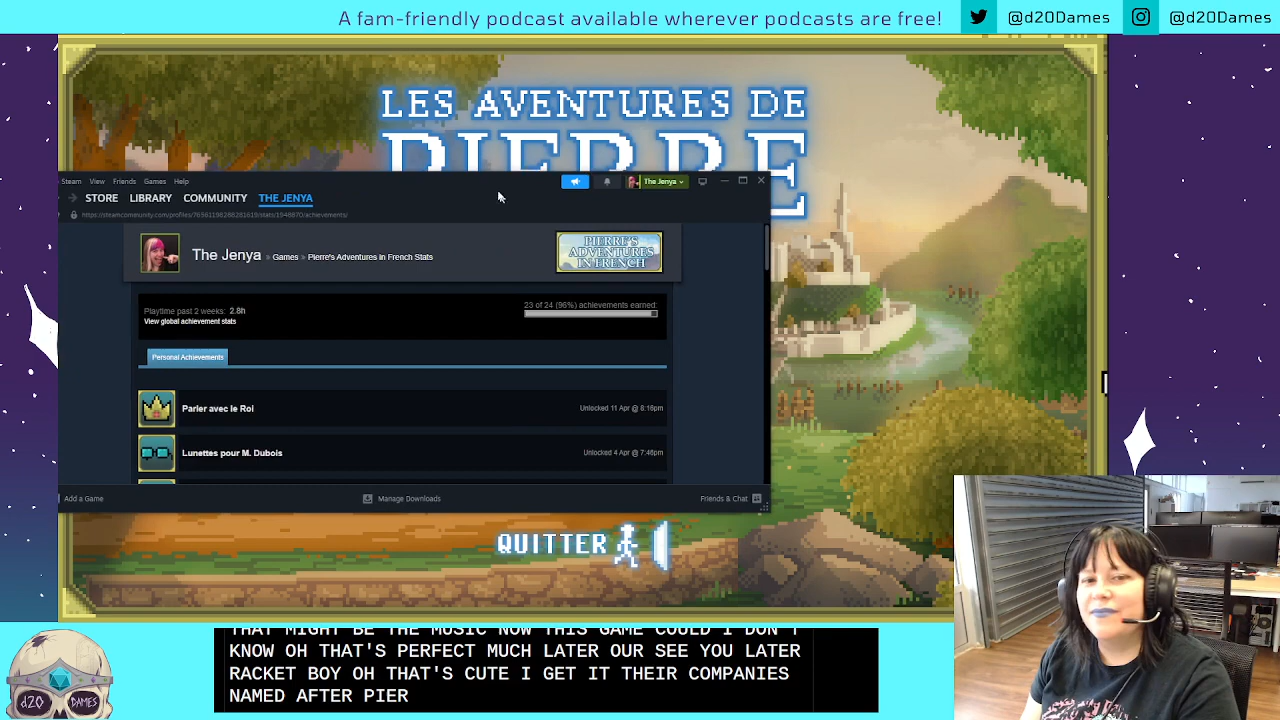 A fam-friendly podcast available wherever podcasts are free!
@d20Dames
@d20Dames
LES AVENTURES DE
PIERRE
Steam View Friends Games Help
The Jenya
STORE LIBRARY COMMUNITY THE JENYA
The Jenya » Games » Pierre's Adventures in French Stats
PIERRE'S
ADVENTURES
IN FRENCH
Playtime past 2 weeks: 2.8h
View global achievement stats
23 of 24 (96%) achievements earned:
Personal Achievements
Parler avec le Roi
Unlocked 11 Apr @ 8:16pm
Lunettes pour M. Dubois
Unlocked 4 Apr @ 7:46pm
Add a Game
Manage Downloads
Friends & Chat
QUITTER
THAT MIGHT BE THE MUSIC NOW THIS GAME COULD I DON'T
KNOW OH THAT'S PERFECT MUCH LATER OUR SEE YOU LATER
RACKET BOY OH THAT'S CUTE I GET IT THEIR COMPANIES
NAMED AFTER PIER
d20 DAMES